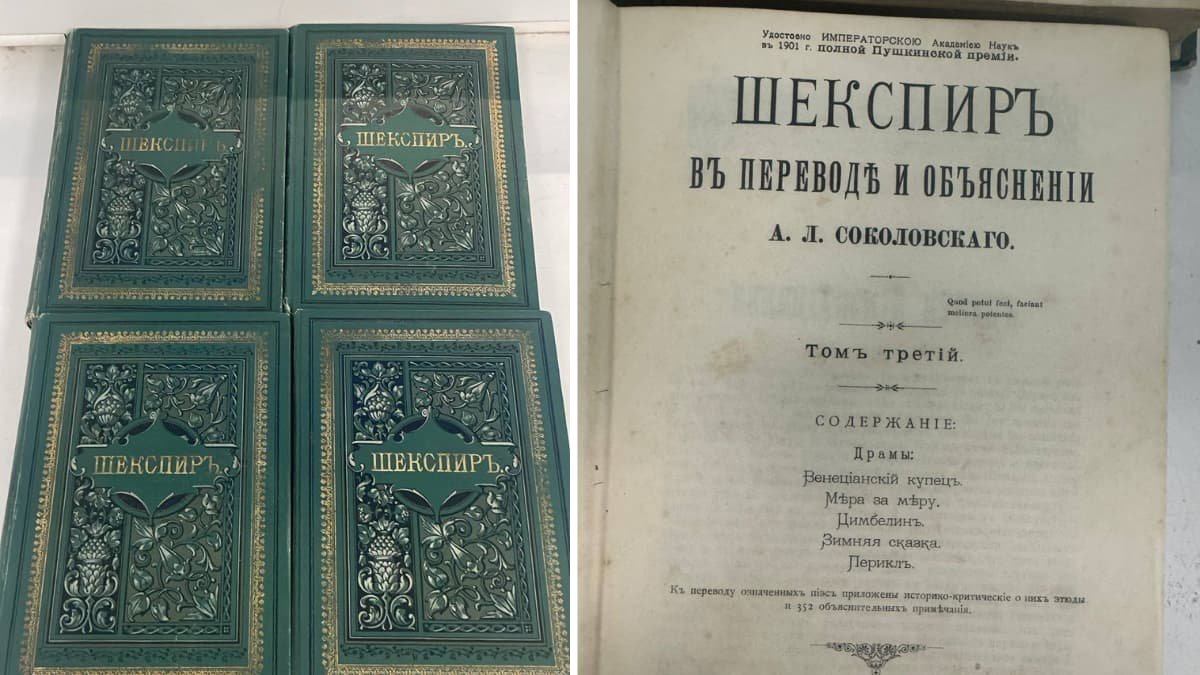 ШЕКСПИРЪ
ШЕКСПИРЪ.
ШЕКСПИРЪ.
ШЕКСПИРЪ.
Удостоено ИМПЕРАТОРСКОЮ Академіею Наукъ
въ 1901 г. полной Пушкинской преміи.
ШЕКСПИРЪ
ВЪ ПЕРЕВОДѢ И ОБЪЯСНЕНІИ
А. Л. СОКОЛОВСКАГО.
Quod potui feci, faciant
meliora potentes.
Томъ третій.
СОДЕРЖАНІЕ:
Драмы:
Венеціанскій купецъ.
Мѣра за мѣру.
Цимбелинъ.
Зимняя сказка.
Периклъ.
Къ переводу означенныхъ піэсъ приложены историко-критическіе о нихъ этюды
и 352 объяснительныхъ примѣчанія.